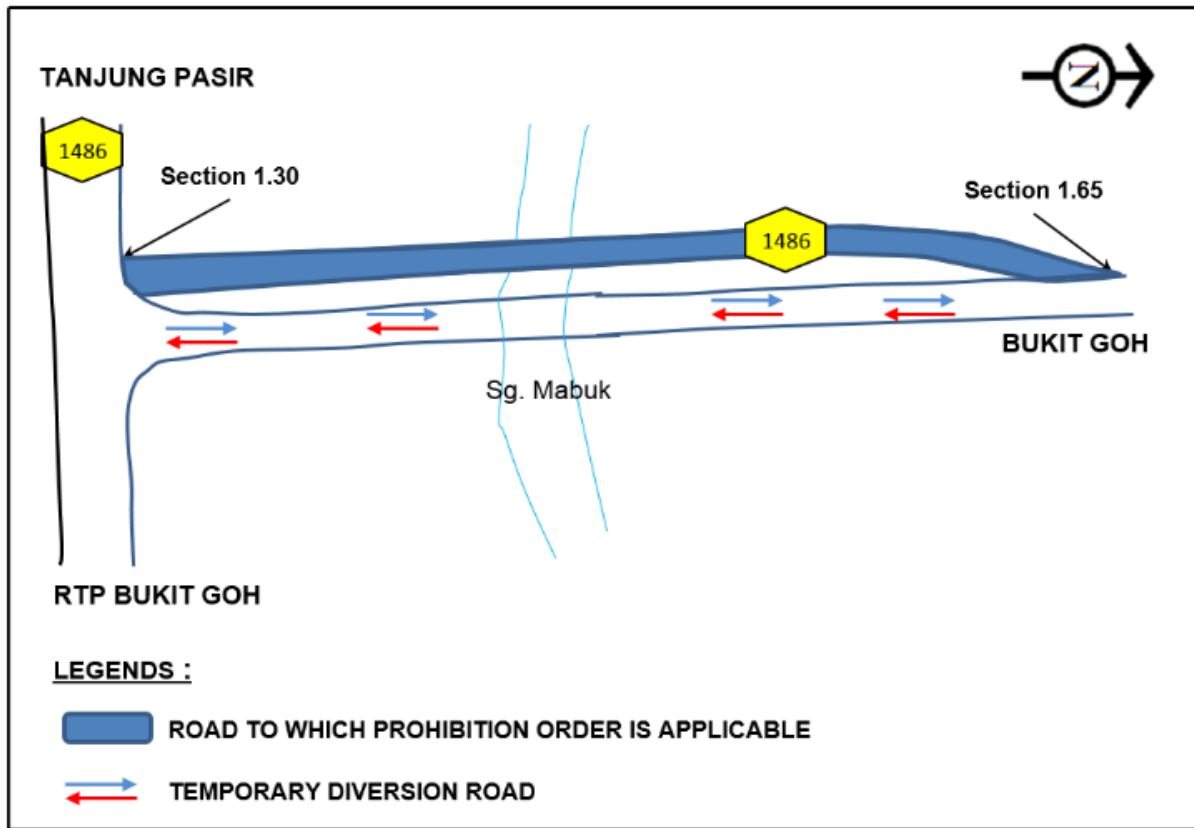 TANJUNG PASIR
N
1486
Section 1.30
Section 1.65
1486
BUKIT GOH
Sg. Mabuk
RTP BUKIT GOH
LEGENDS :
ROAD TO WHICH PROHIBITION ORDER IS APPLICABLE
TEMPORARY DIVERSION ROAD